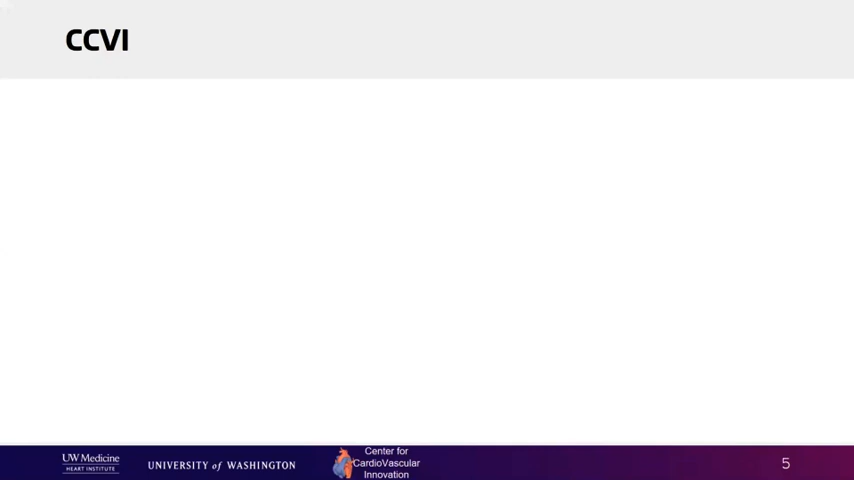 CCVI
UW Medicine
HEART INSTITUTE
UNIVERSITY of WASHINGTON
Center for
CardioVascular
Innovation
5